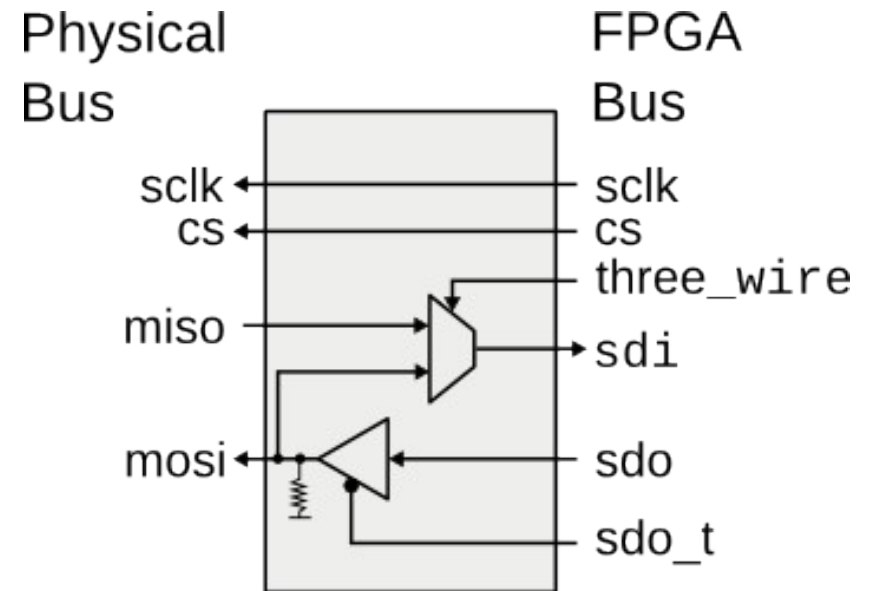 Physical
Bus
FPGA
Bus
sclk
sclk
cs
cs
three_wire
miso
sdi
mosi
sdo
sdo_t